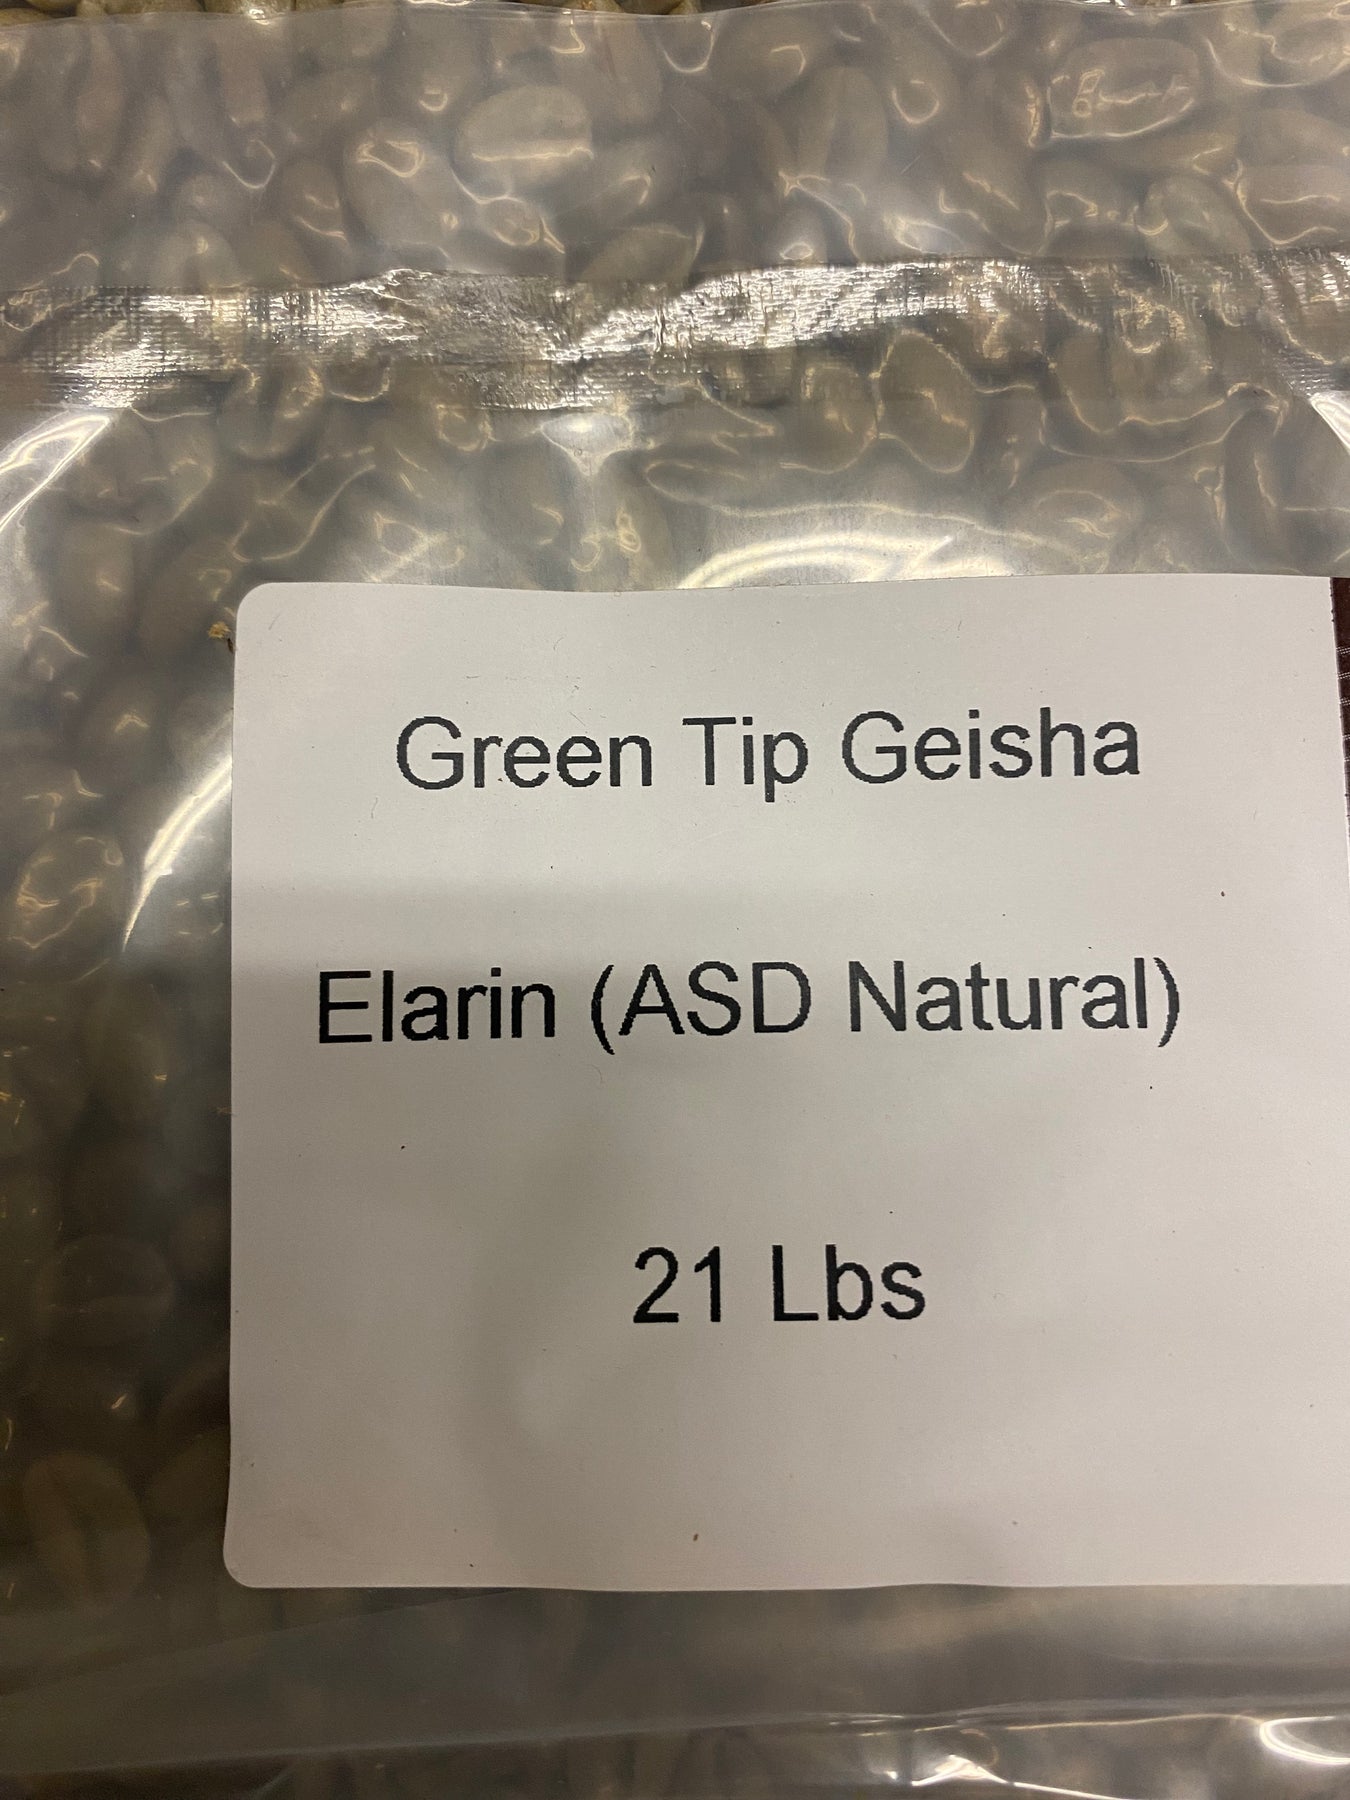 Green Tip Geisha
Elarin (ASD Natural)
21 Lbs